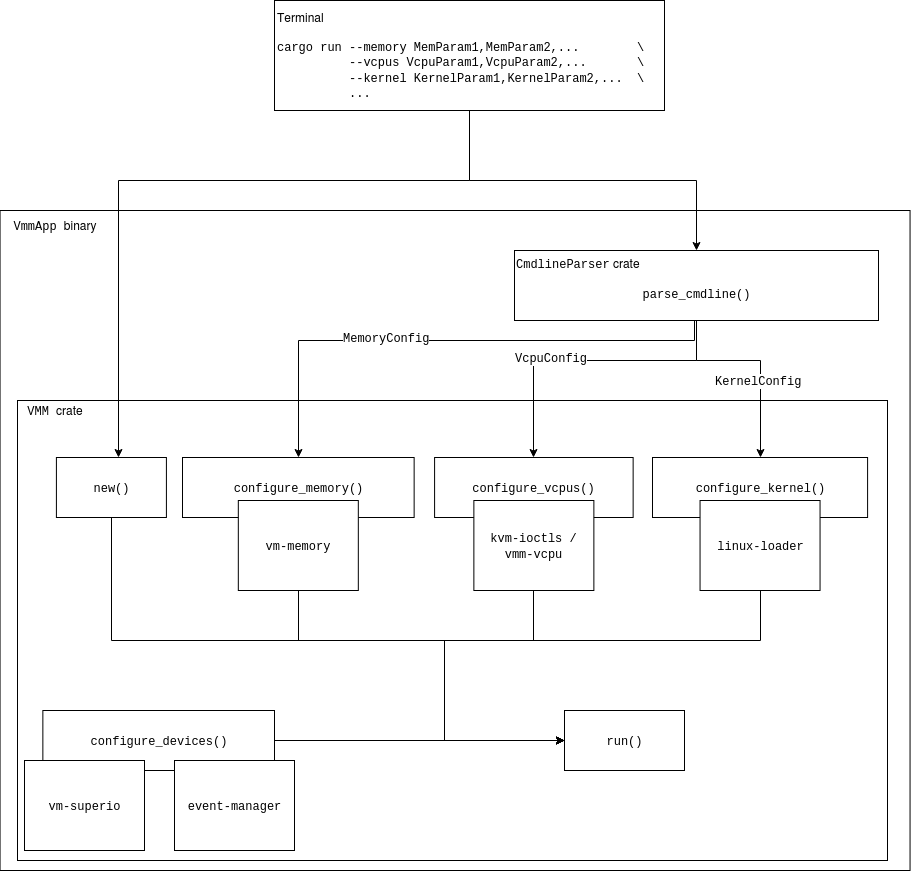 Terminal
cargo run --memory MemParam1,MemParam2,...        \
          --vcpus VcpuParam1,VcpuParam2,...       \
          --kernel KernelParam1,KernelParam2,...  \
          ...
VmmApp binary
CmdlineParser crate
parse_cmdline()
MemoryConfig
VcpuConfig
KernelConfig
VMM crate
new()
configure_memory()
configure_vcpus()
configure_kernel()
vm-memory
kvm-ioctls /
vmm-vcpu
linux-loader
configure_devices()
run()
vm-superio
event-manager